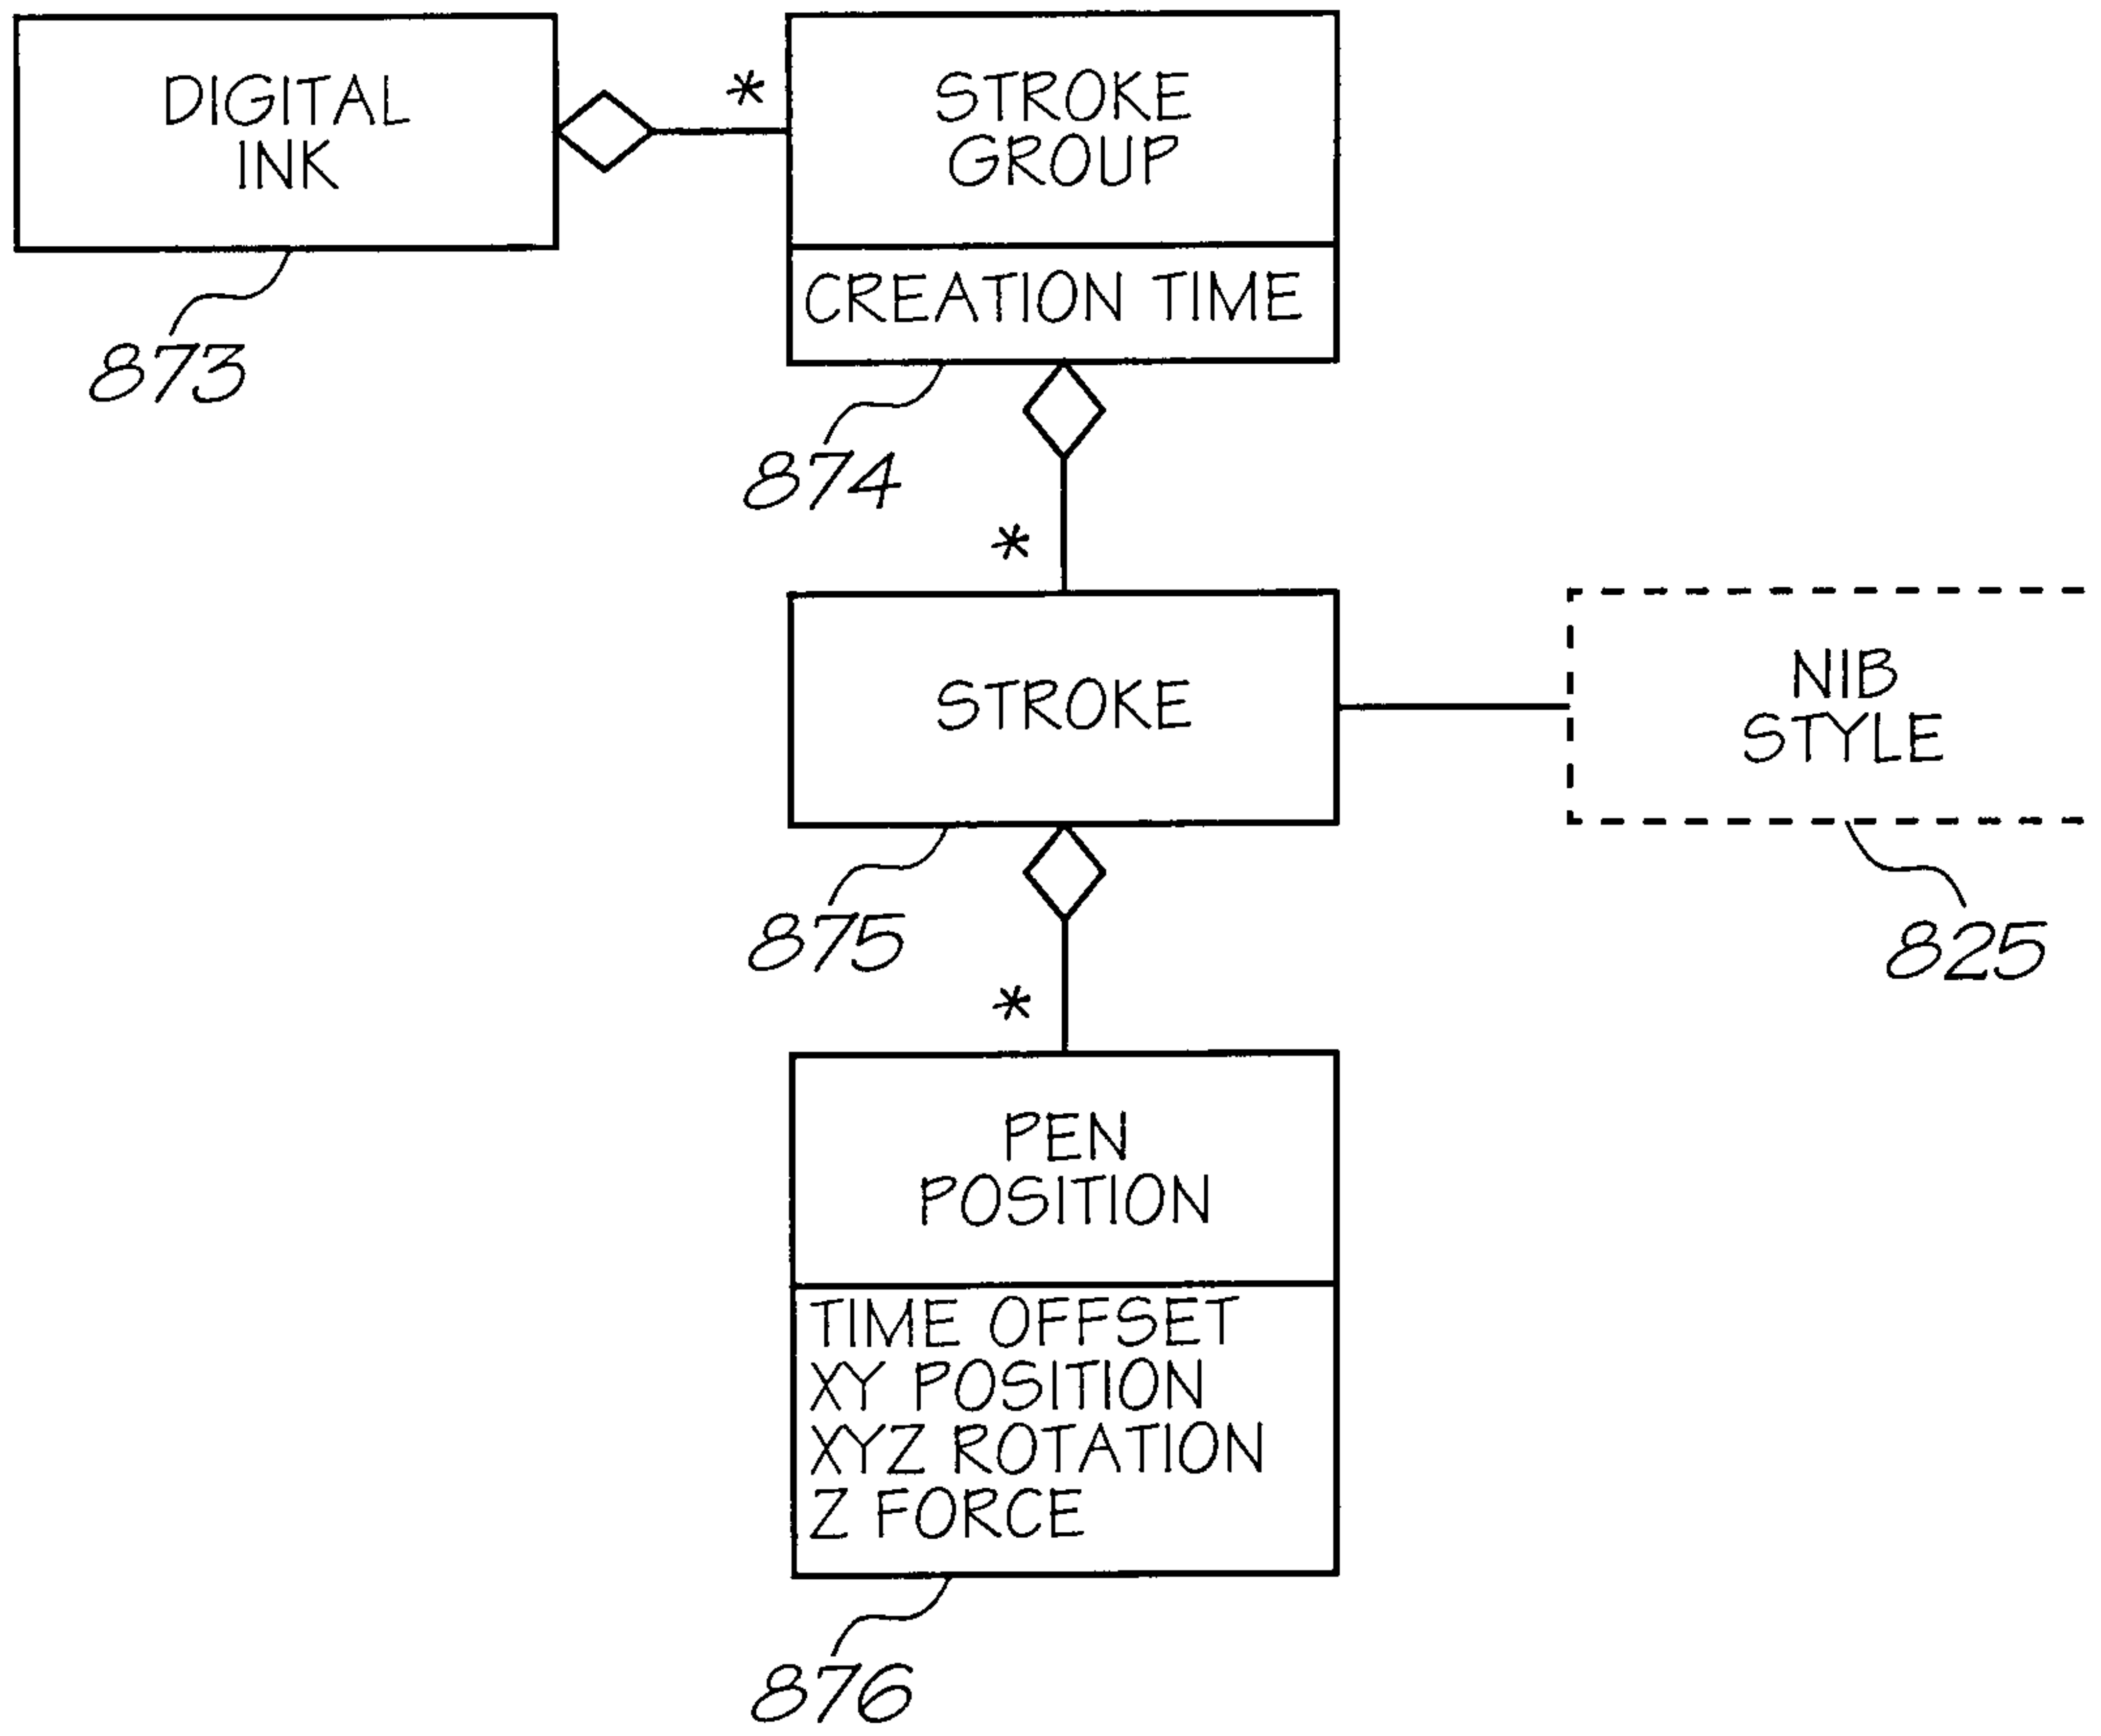 DIGITAL
INK
873
*
STROKE
GROUP
CREATION TIME
874
*
STROKE
875
NIB
STYLE
825
*
PEN
POSITION
TIME OFFSET
XY POSITION
XYZ ROTATION
Z FORCE
876